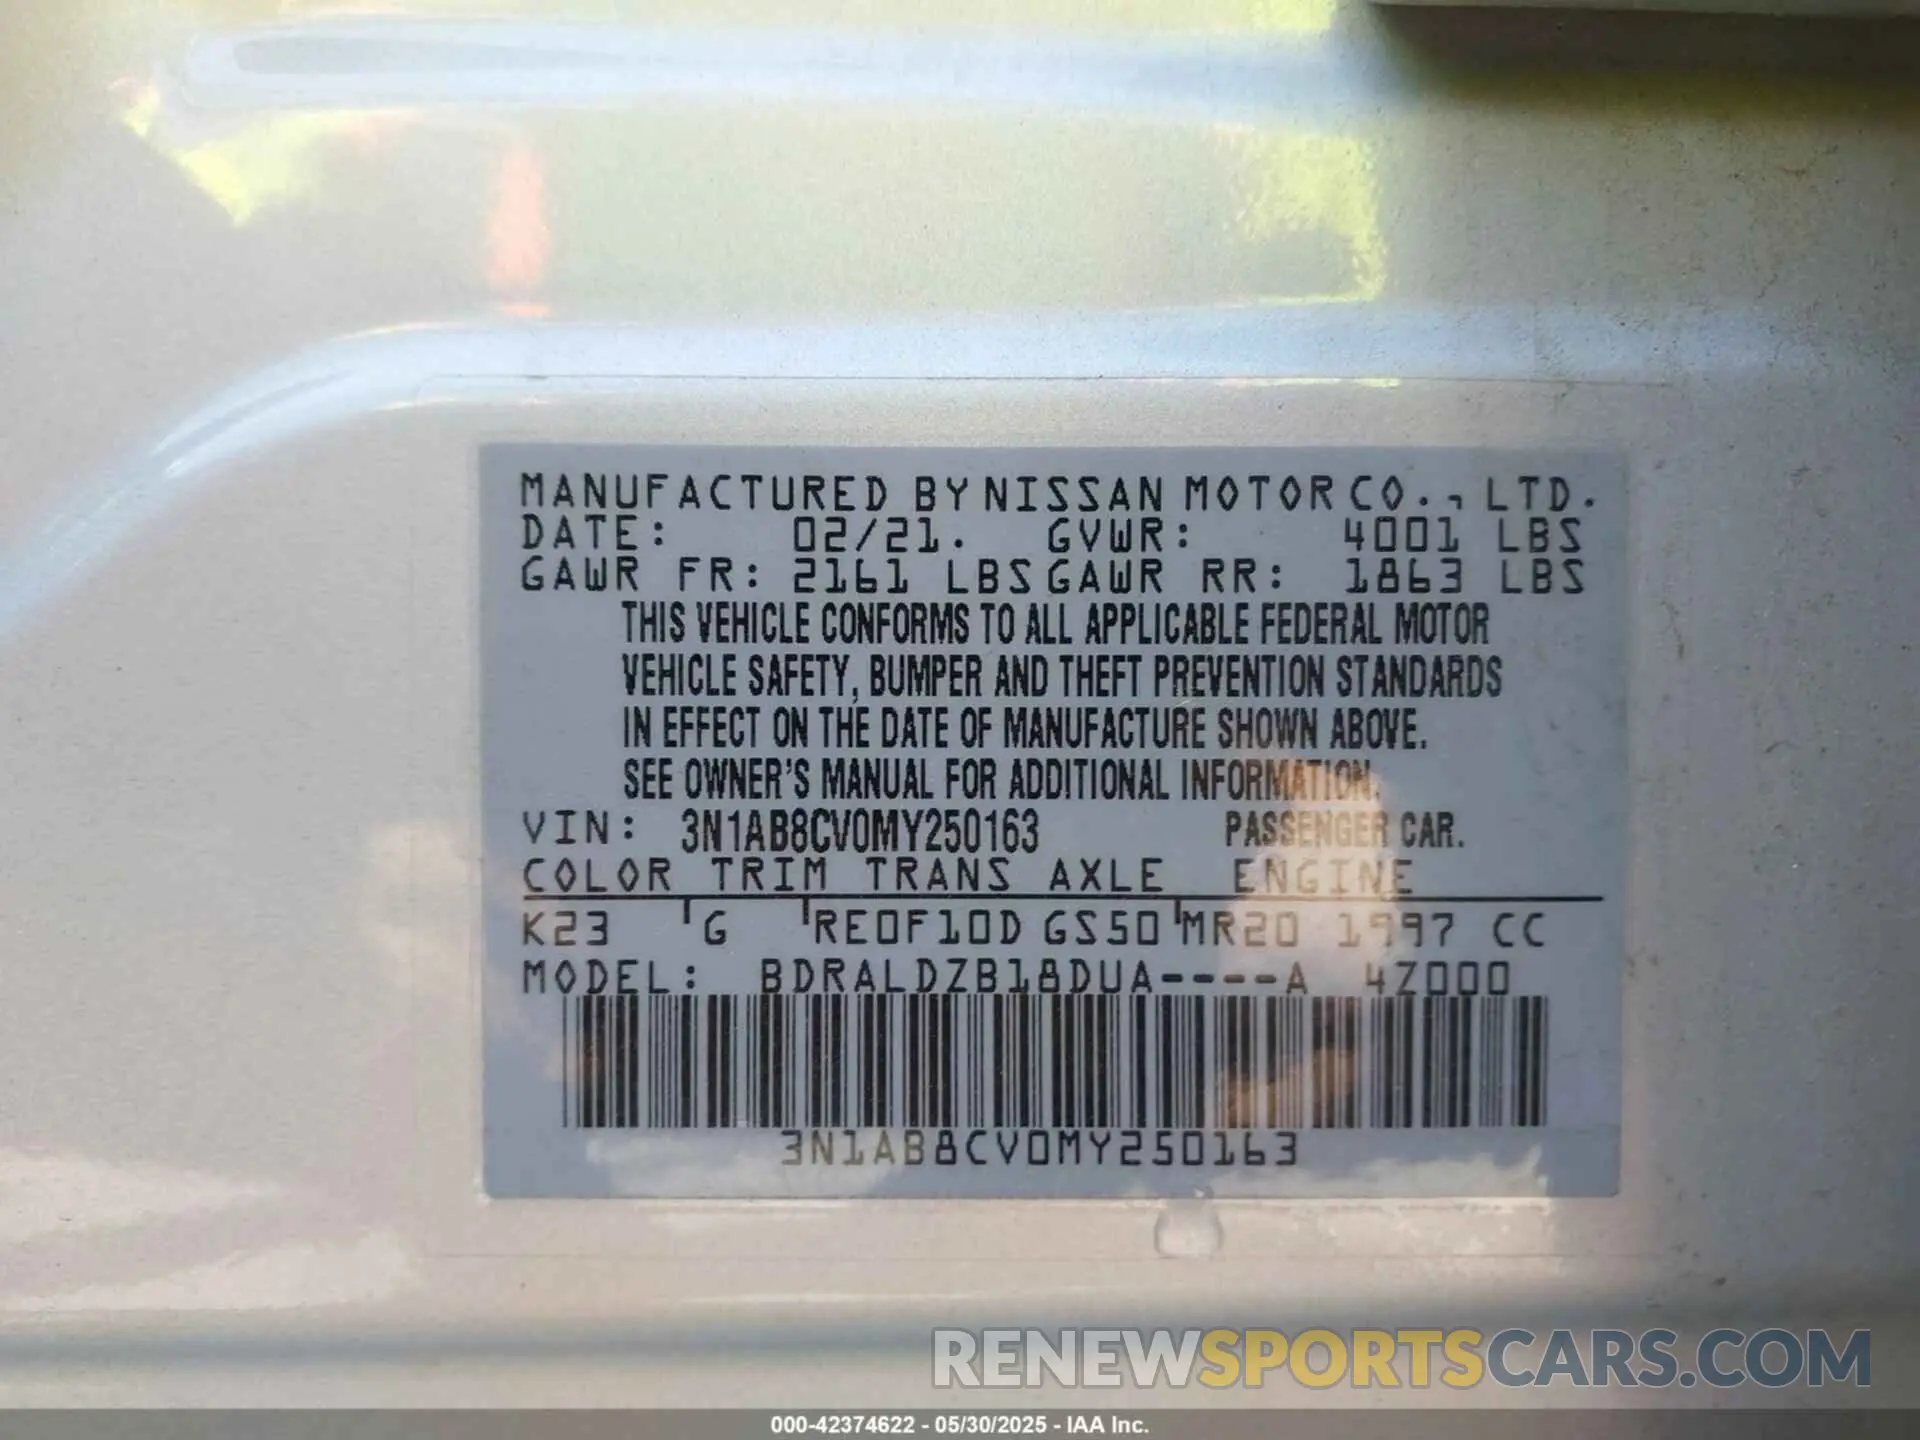 MANUFACTURED BY NISSAN MOTOR CO., LTD.
DATE: 02/21. GVWR: 4001 LBS
GAWR FR: 2161 LBS GAWR RR: 1863 LBS
THIS VEHICLE CONFORMS TO ALL APPLICABLE FEDERAL MOTOR
VEHICLE SAFETY, BUMPER AND THEFT PREVENTION STANDARDS
IN EFFECT ON THE DATE OF MANUFACTURE SHOWN ABOVE.
SEE OWNER'S MANUAL FOR ADDITIONAL INFORMATION.
VIN: 3N1AB8CV0MY250163 PASSENGER CAR.
COLOR TRIM TRANS AXLE ENGINE
K23 G RE0F10D GS50 MR20 1997 CC
MODEL: BDRALDZB18DUA----A 4Z000
3N1AB8CV0MY250163
RENEWSPORTSCARS.COM
000-42374622 - 05/30/2025 - IAA Inc.